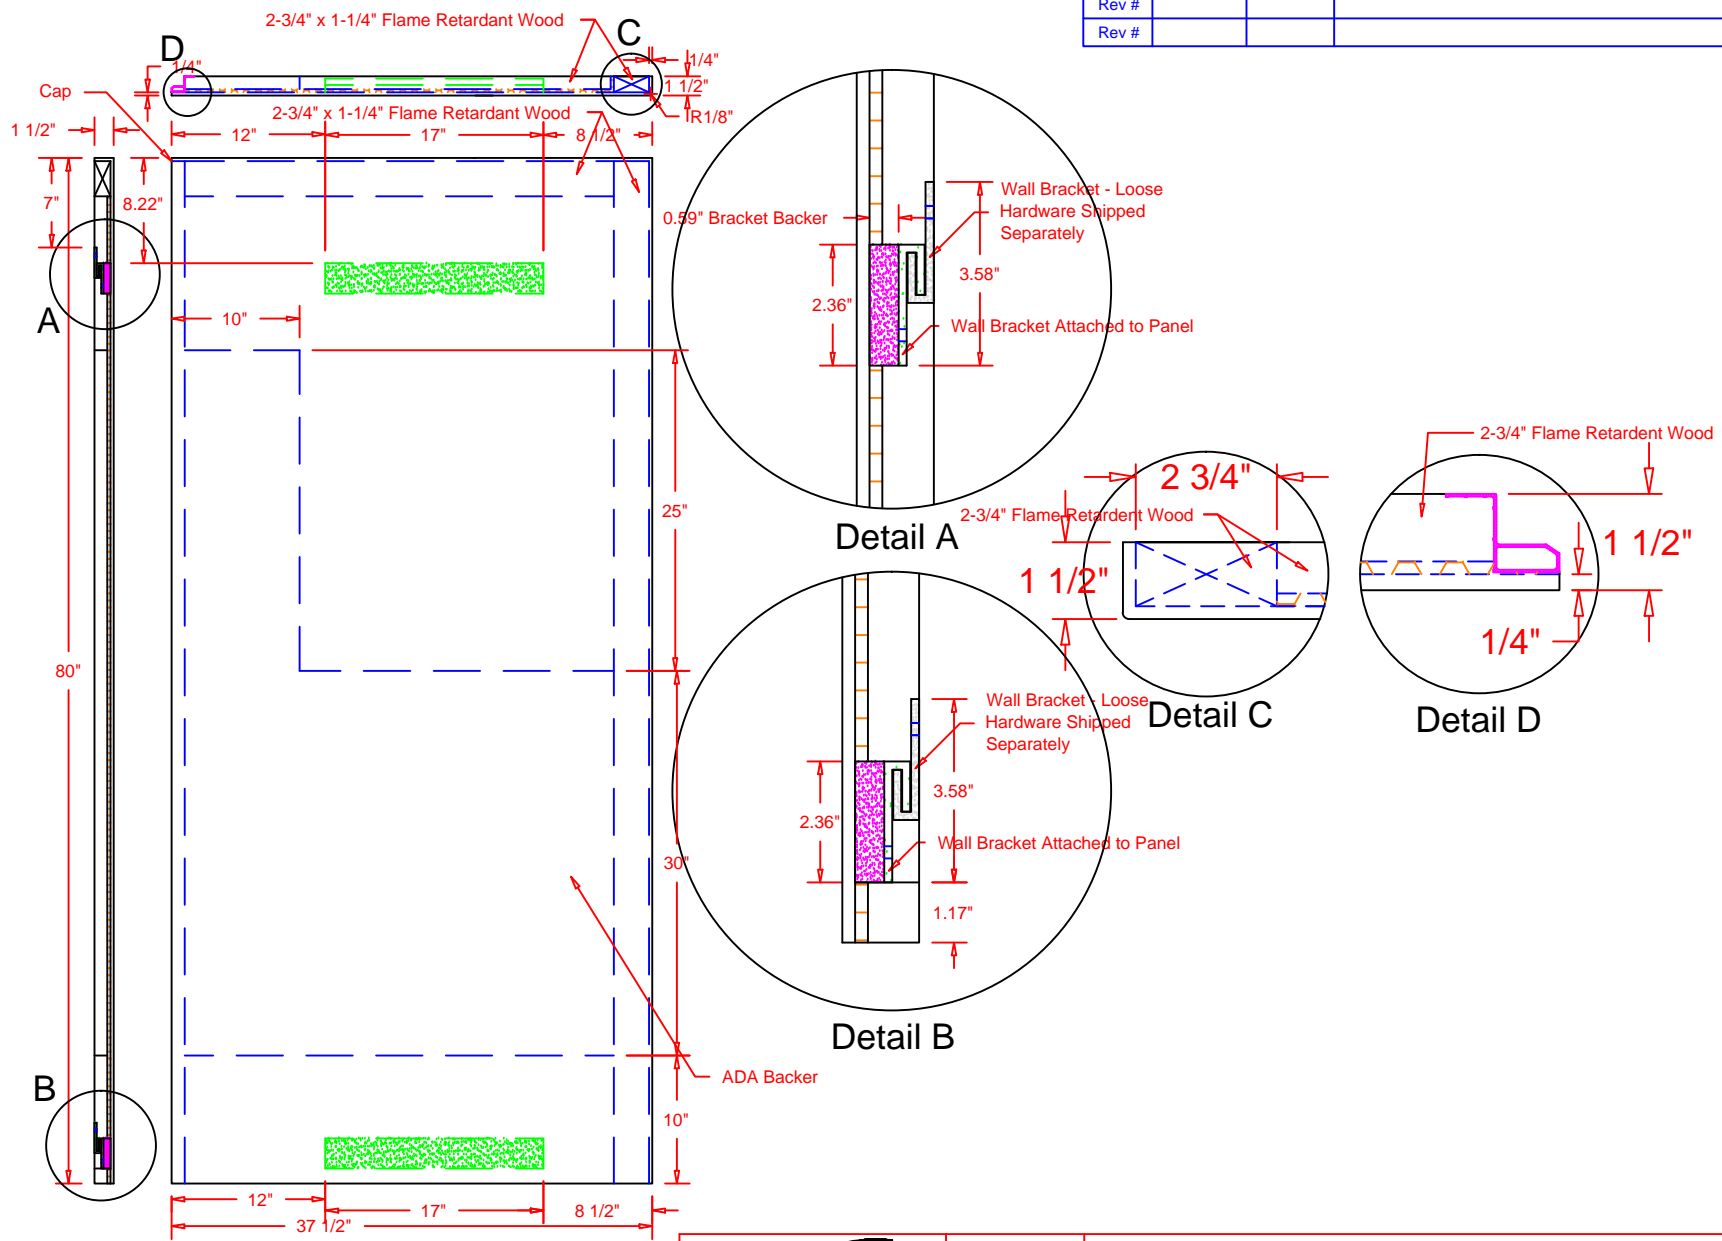 Rev #
Rev #
2-3/4" x 1-1/4" Flame Retardant Wood
D
C
1/4"
1/4"
1 1/2"
Cap
2-3/4" x 1-1/4" Flame Retardant Wood
R1/8"
1 1/2"
12"
17"
8 1/2"
7"
8.22"
A
10"
25"
80"
30"
ADA Backer
10"
B
12"
17"
8 1/2"
37 1/2"
0.59" Bracket Backer
Wall Bracket - Loose
Hardware Shipped
Separately
3.58"
2.36"
Wall Bracket Attached to Panel
Detail A
Wall Bracket - Loose
Hardware Shipped
Separately
3.58"
2.36"
Wall Bracket Attached to Panel
1.17"
Detail B
2 3/4"
2-3/4" Flame Retardent Wood
1 1/2"
Detail C
2-3/4" Flame Retardent Wood
1 1/2"
1/4"
Detail D